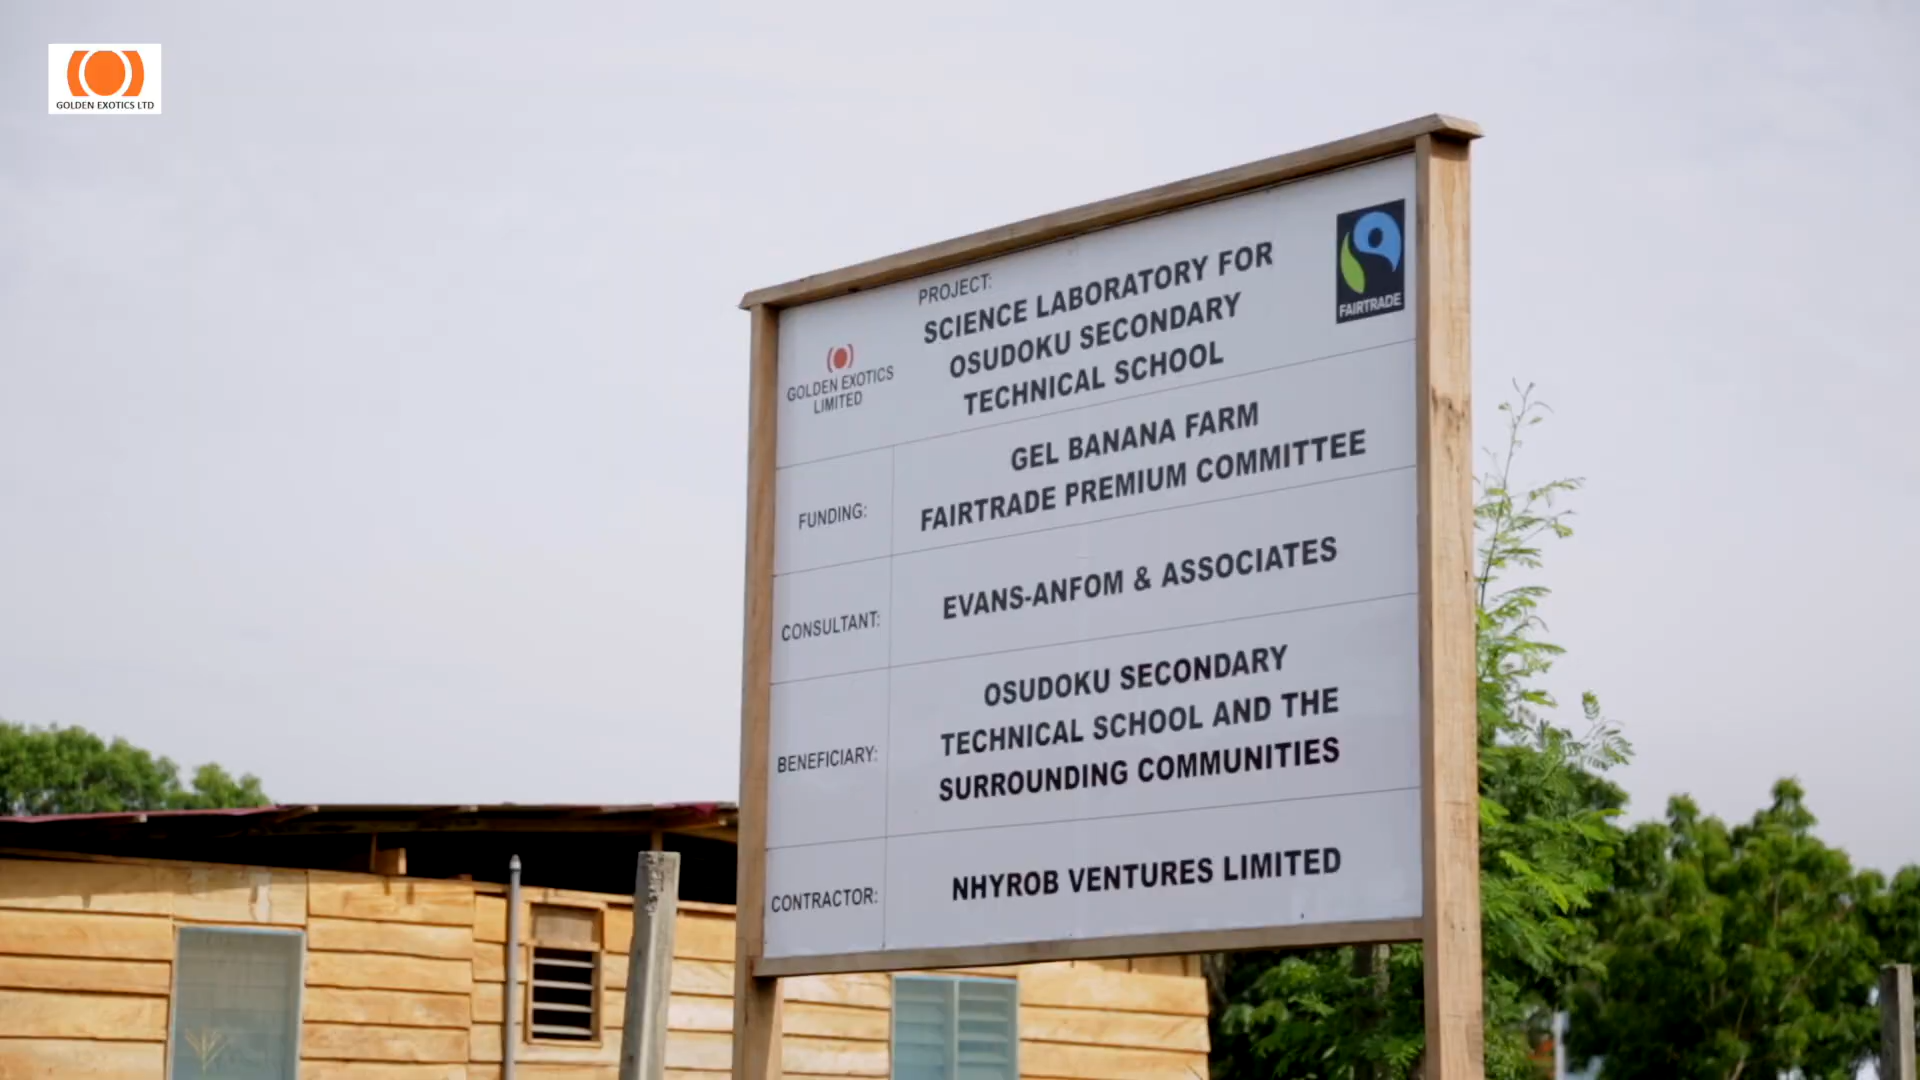 GOLDEN EXOTICS LTD
PROJECT:
SCIENCE LABORATORY FOR
OSUDOKU SECONDARY
TECHNICAL SCHOOL
GOLDEN EXOTICS
LIMITED
FAIRTRADE
FUNDING:
GEL BANANA FARM
FAIRTRADE PREMIUM COMMITTEE
CONSULTANT:
EVANS-ANFOM & ASSOCIATES
BENEFICIARY:
OSUDOKU SECONDARY
TECHNICAL SCHOOL AND THE
SURROUNDING COMMUNITIES
CONTRACTOR:
NHYROB VENTURES LIMITED